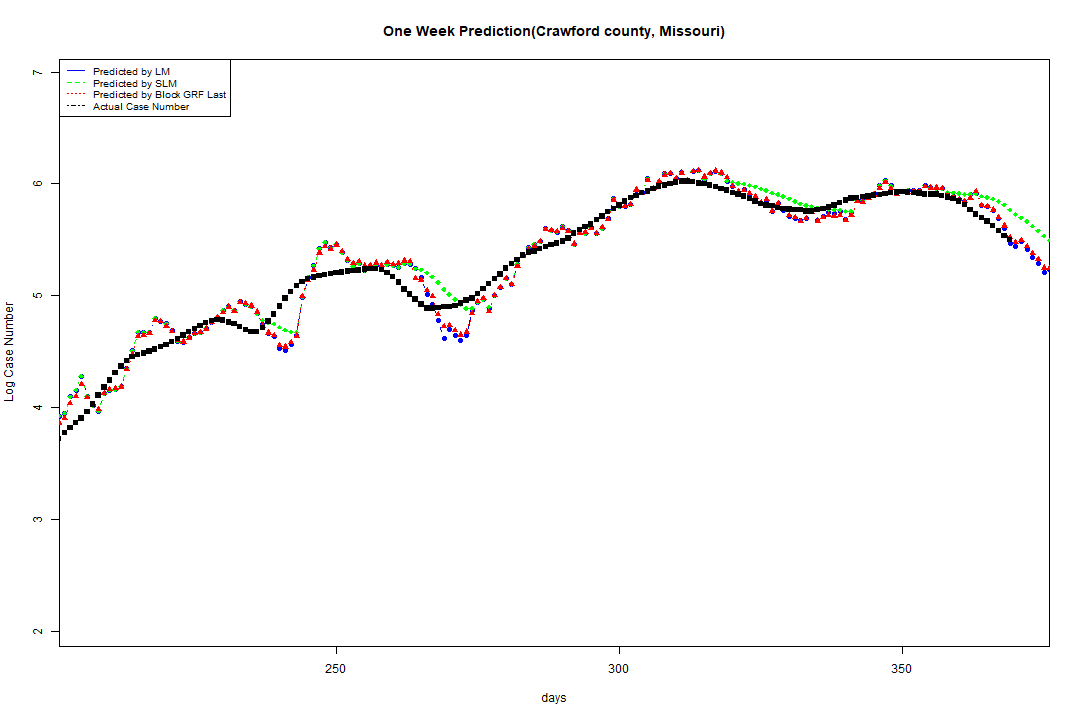 One Week Prediction(Crawford county, Missouri)
Predicted by LM
Predicted by SLM
Predicted by Block GRF Last
Actual Case Number
7
6
5
4
3
2
Log Case Number
250
300
350
days